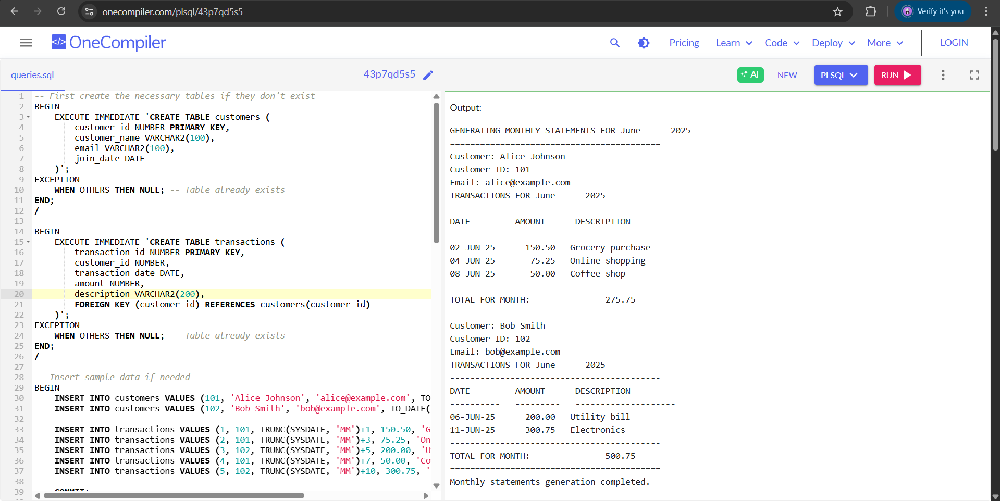 onecompiler.com/plsql/43p7qd5s5
Verify it's you
</> OneCompiler
Pricing
Learn
Code
Deploy
More
LOGIN
queries.sql
43p7qd5s5
AI
NEW
PLSQL
RUN
1 -- First create the necessary tables if they don't exist
2 BEGIN
3 EXECUTE IMMEDIATE 'CREATE TABLE customers (
4 customer_id NUMBER PRIMARY KEY,
5 customer_name VARCHAR2(100),
6 email VARCHAR2(100),
7 join_date DATE
8 )';
9 EXCEPTION
10 WHEN OTHERS THEN NULL; -- Table already exists
11 END;
12 /
13
14 BEGIN
15 EXECUTE IMMEDIATE 'CREATE TABLE transactions (
16 transaction_id NUMBER PRIMARY KEY,
17 customer_id NUMBER,
18 transaction_date DATE,
19 amount NUMBER,
20 description VARCHAR2(200),
21 FOREIGN KEY (customer_id) REFERENCES customers(customer_id)
22 )';
23 EXCEPTION
24 WHEN OTHERS THEN NULL; -- Table already exists
25 END;
26 /
27
28 -- Insert sample data if needed
29 BEGIN
30 INSERT INTO customers VALUES (101, 'Alice Johnson', 'alice@example.com', TO_
31 INSERT INTO customers VALUES (102, 'Bob Smith', 'bob@example.com', TO_DATE(
32
33 INSERT INTO transactions VALUES (1, 101, TRUNC(SYSDATE, 'MM')+1, 150.50, 'G
34 INSERT INTO transactions VALUES (2, 101, TRUNC(SYSDATE, 'MM')+3, 75.25, 'On
35 INSERT INTO transactions VALUES (3, 102, TRUNC(SYSDATE, 'MM')+5, 200.00, 'U
36 INSERT INTO transactions VALUES (4, 101, TRUNC(SYSDATE, 'MM')+7, 50.00, 'Co
37 INSERT INTO transactions VALUES (5, 102, TRUNC(SYSDATE, 'MM')+10, 300.75, '
38
39 COMMIT;
Output:
GENERATING MONTHLY STATEMENTS FOR June      2025
==========================================
Customer: Alice Johnson
Customer ID: 101
Email: alice@example.com
TRANSACTIONS FOR June      2025
------------------------------------------
DATE         AMOUNT      DESCRIPTION
----------   ---------   --------------------
02-JUN-25      150.50   Grocery purchase
04-JUN-25       75.25   Online shopping
08-JUN-25       50.00   Coffee shop
------------------------------------------
TOTAL FOR MONTH:               275.75
==========================================
Customer: Bob Smith
Customer ID: 102
Email: bob@example.com
TRANSACTIONS FOR June      2025
------------------------------------------
DATE         AMOUNT      DESCRIPTION
----------   ---------   --------------------
06-JUN-25      200.00   Utility bill
11-JUN-25      300.75   Electronics
------------------------------------------
TOTAL FOR MONTH:               500.75
==========================================
Monthly statements generation completed.